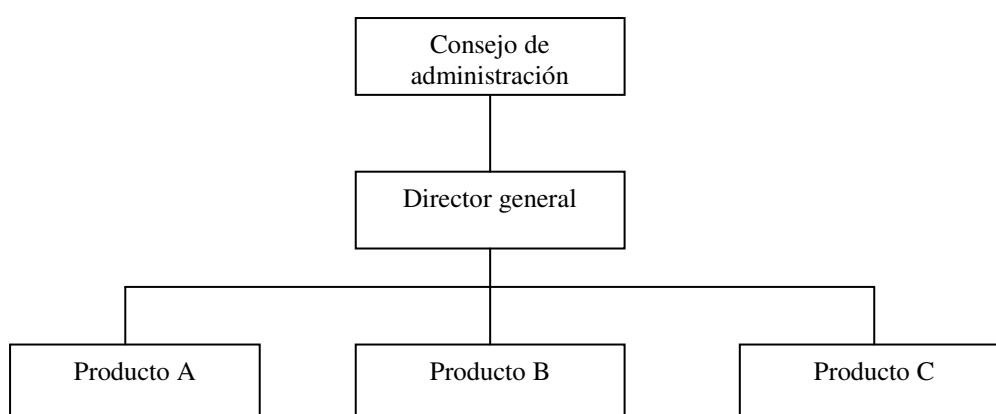 Consejo de
administración
Director general
Producto A
Producto B
Producto C